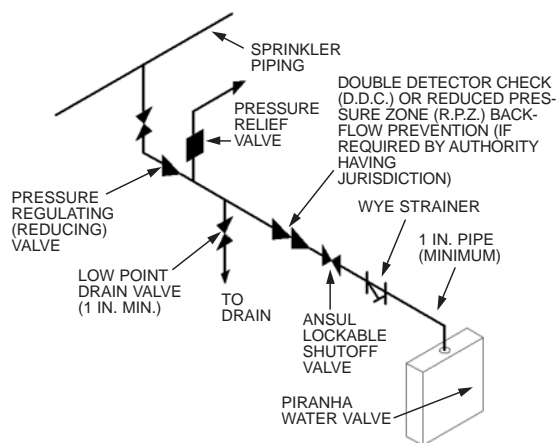 SPRINKLER
PIPING
PRESSURE
RELIEF
VALVE
DOUBLE DETECTOR CHECK
(D.D.C.) OR REDUCED PRES-
SURE ZONE (R.P.Z.) BACK-
FLOW PREVENTION (IF
REQUIRED BY AUTHORITY
HAVING
JURISDICTION)
PRESSURE
REGULATING
(REDUCING)
VALVE
WYE STRAINER
1 IN. PIPE
(MINIMUM)
LOW POINT
DRAIN VALVE
(1 IN. MIN.)
TO
DRAIN
ANSUL
LOCKABLE
SHUTOFF
VALVE
PIRANHA
WATER VALVE